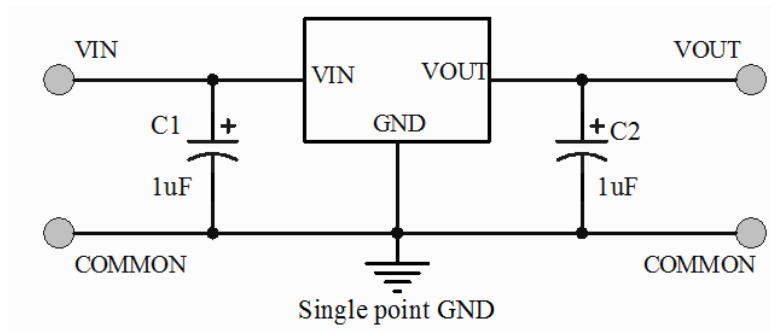 VIN
VOUT
VIN
VOUT
GND
C1
+
+
C2
1uF
1uF
COMMON
COMMON
Single point GND